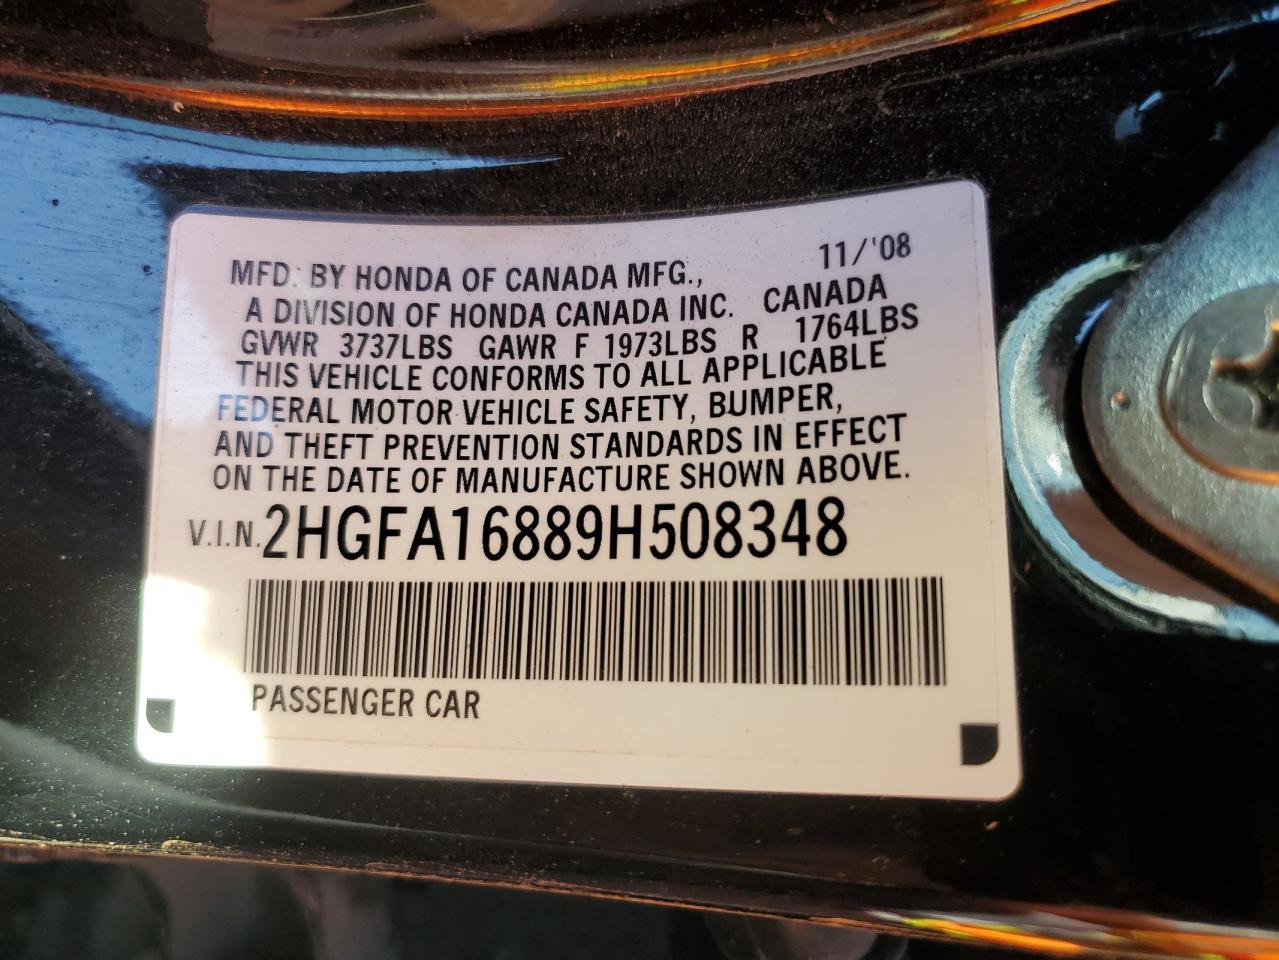 11/'08
MFD. BY HONDA OF CANADA MFG.,
A DIVISION OF HONDA CANADA INC. CANADA
GVWR 3737LBS GAWR F 1973LBS R 1764LBS
THIS VEHICLE CONFORMS TO ALL APPLICABLE
FEDERAL MOTOR VEHICLE SAFETY, BUMPER,
AND THEFT PREVENTION STANDARDS IN EFFECT
ON THE DATE OF MANUFACTURE SHOWN ABOVE.
V.I.N. 2HGFA16889H508348
PASSENGER CAR